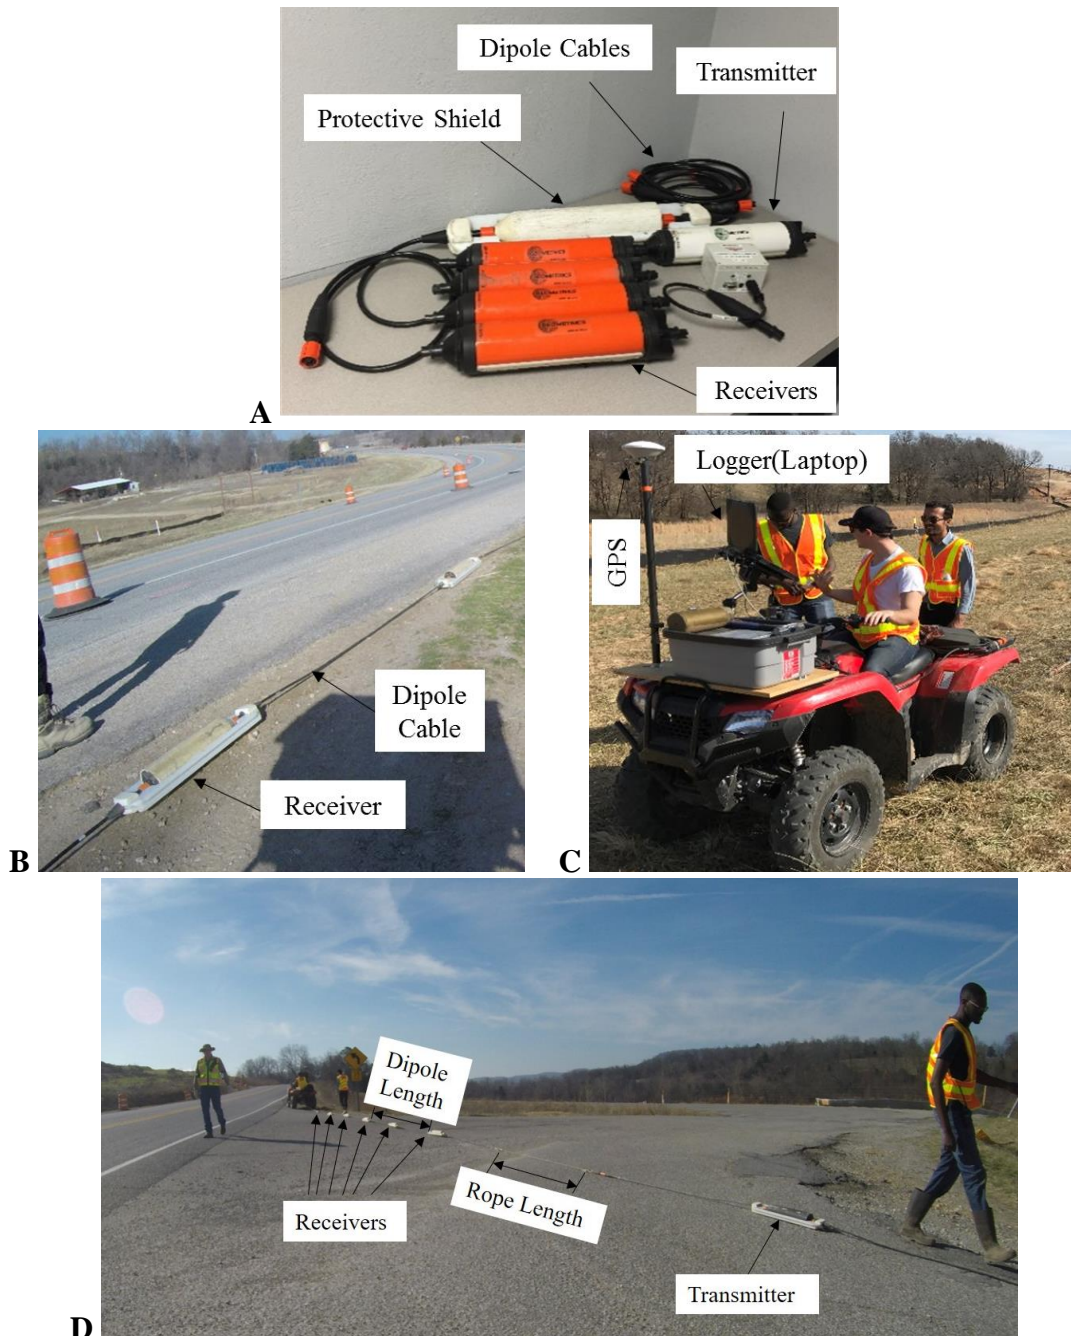 Dipole Cables
Transmitter
Protective Shield
Receivers
A
Logger(Laptop)
GPS
Dipole
Cable
Receiver
B
C
Dipole
Length
Rope Length
Receivers
Transmitter
D